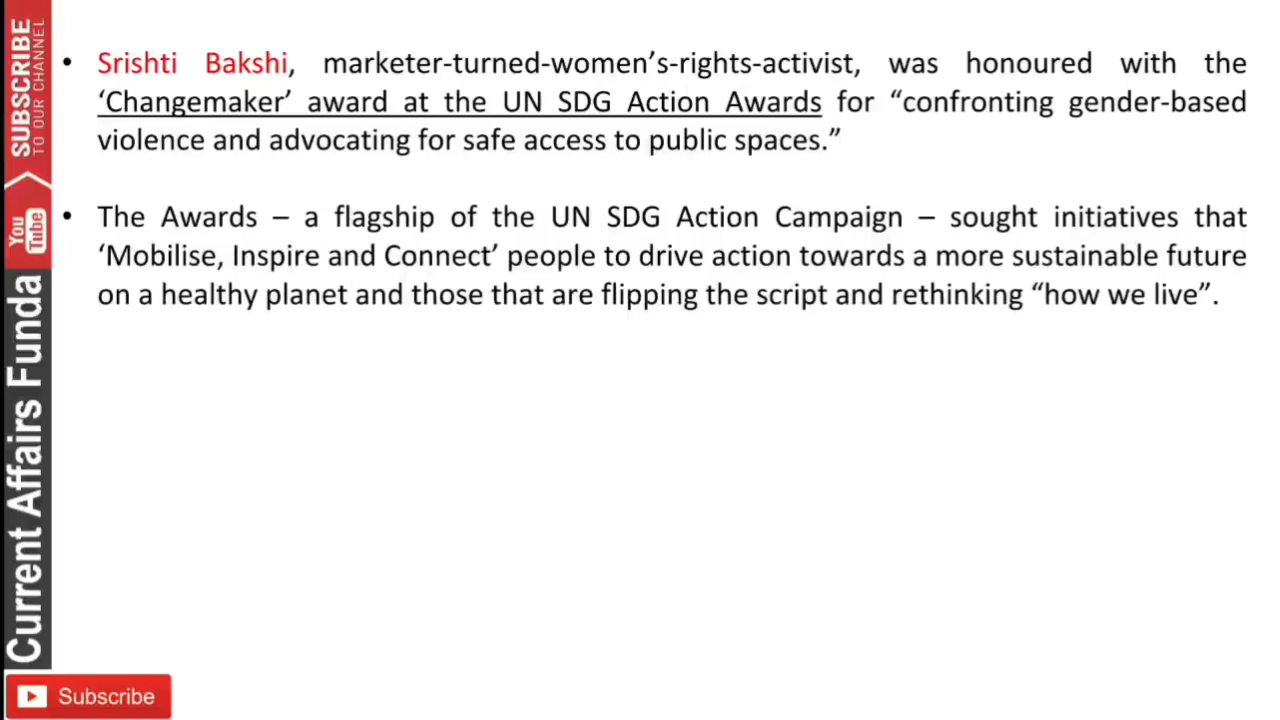 • Srishti Bakshi, marketer-turned-women’s-rights-activist, was honoured with the
‘Changemaker’ award at the UN SDG Action Awards for “confronting gender-based
violence and advocating for safe access to public spaces.”
• The Awards – a flagship of the UN SDG Action Campaign – sought initiatives that
‘Mobilise, Inspire and Connect’ people to drive action towards a more sustainable future
on a healthy planet and those that are flipping the script and rethinking “how we live”.
SUBSCRIBE
TO OUR CHANNEL
You
Tube
Current Affairs Funda
Subscribe